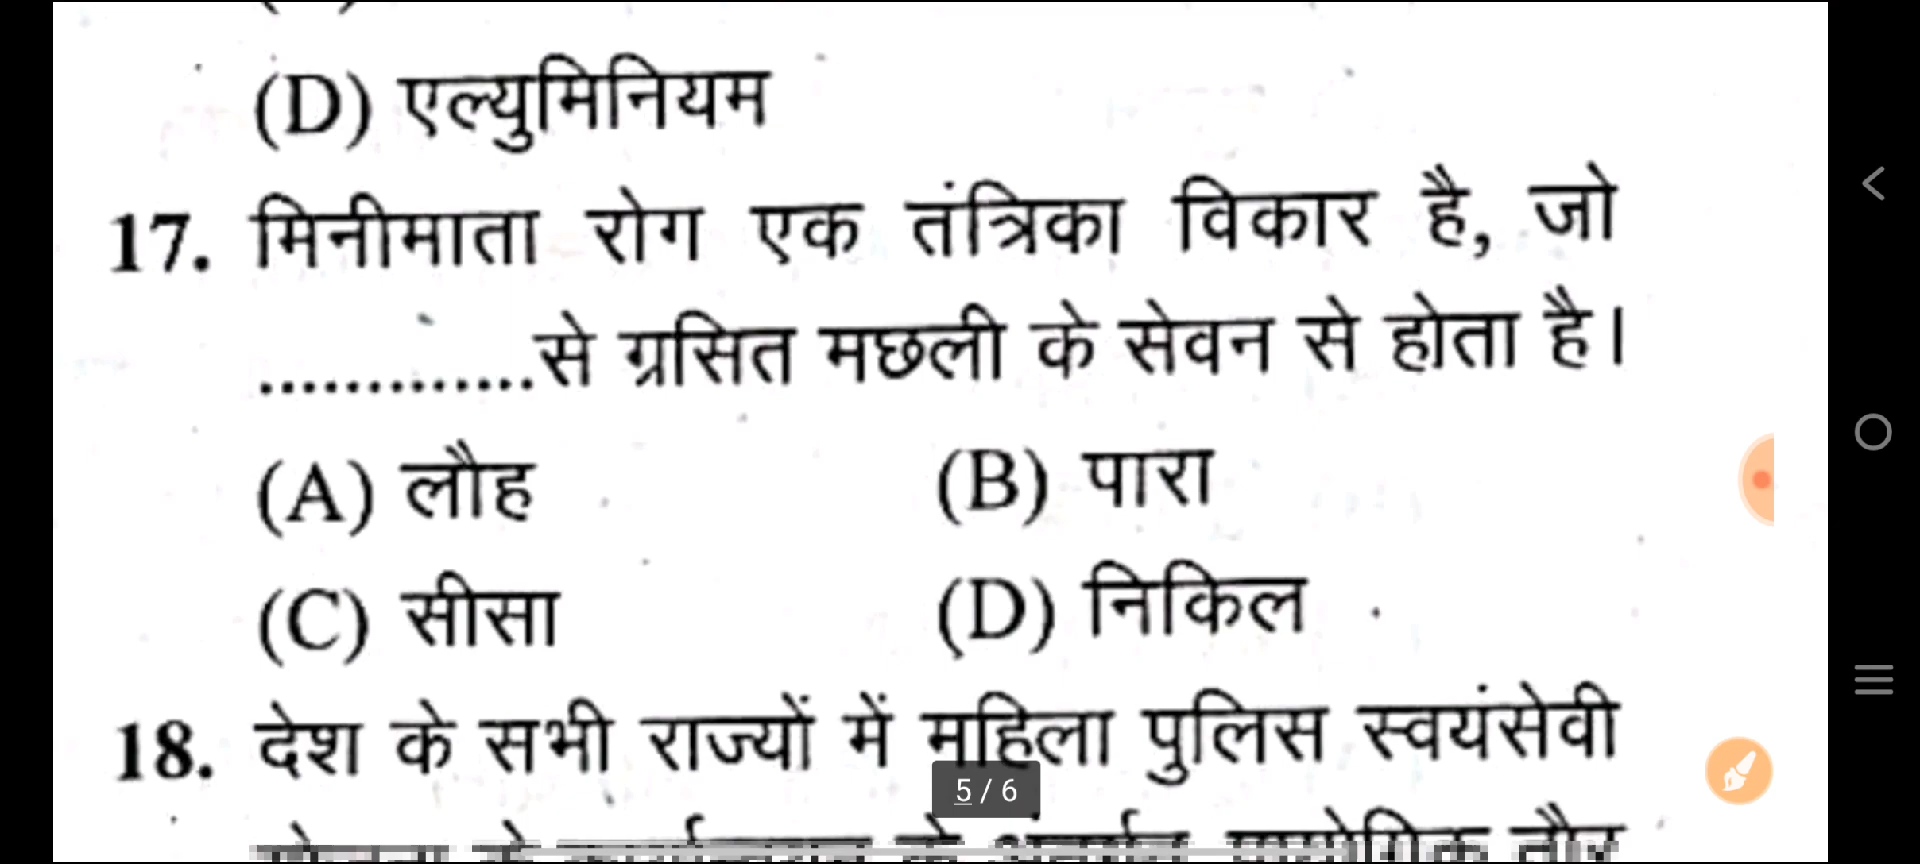 (D) एल्युमिनियम
17. मिनीमाता रोग एक तंत्रिका विकार है, जो
.............से ग्रसित मछली के सेवन से होता है।
(A) लौह (B) पारा
(C) सीसा (D) निकिल
18. देश के सभी राज्यों में महिला पुलिस स्वयंसेवी
5 / 6
तौर